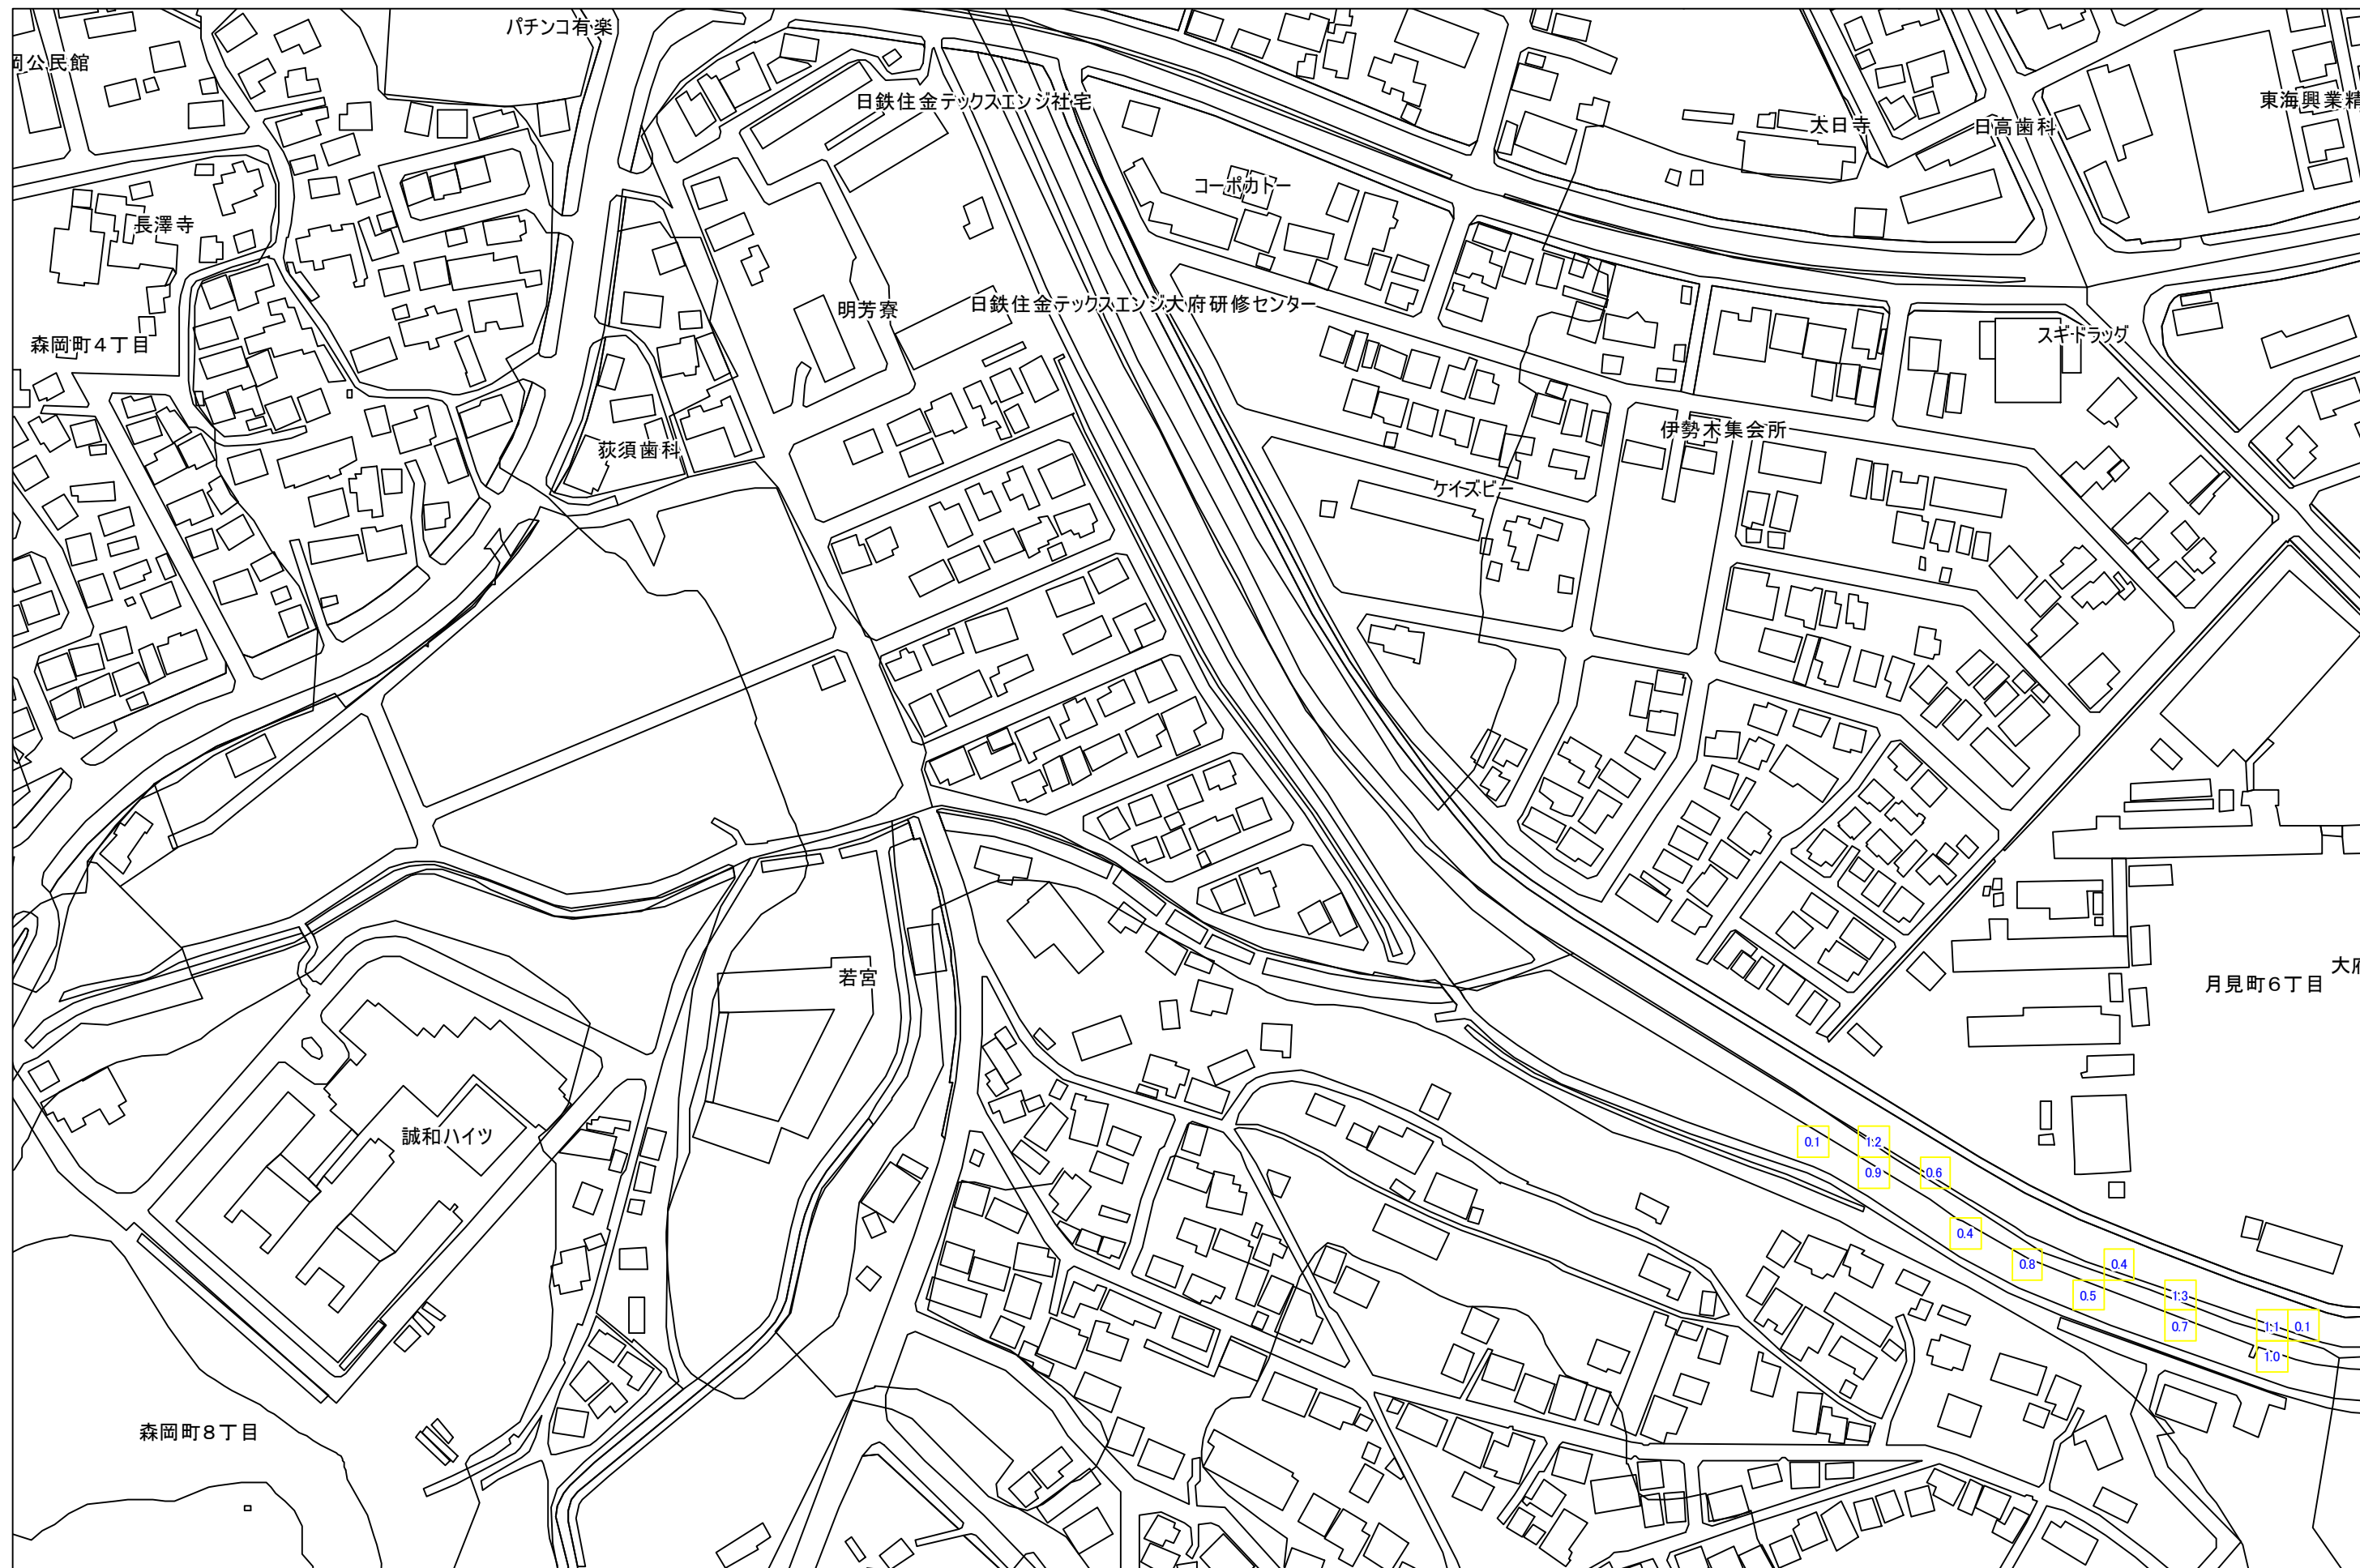 パチンコ有楽
岡公民館
日鉄住金テックスエンジ社宅
東海興業精
大日寺
日高歯科
コーポカトー
長澤寺
日鉄住金テックスエンジ大府研修センター
明芳寮
スギドラッグ
森岡町4丁目
伊勢木集会所
荻須歯科
ケイズビー
大府
若宮
月見町6丁目
誠和ハイツ
0.1
1.2
0.9
0.6
0.4
0.8
0.4
0.5
1.3
0.7
1.1
0.1
1.0
森岡町8丁目